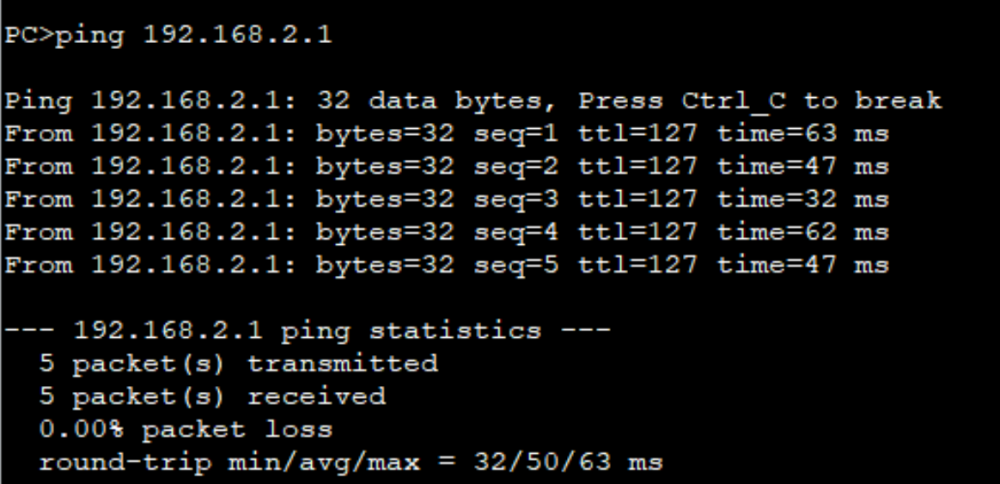 PC>ping 192.168.2.1
Ping 192.168.2.1: 32 data bytes, Press Ctrl_C to break
From 192.168.2.1: bytes=32 seq=1 ttl=127 time=63 ms
From 192.168.2.1: bytes=32 seq=2 ttl=127 time=47 ms
From 192.168.2.1: bytes=32 seq=3 ttl=127 time=32 ms
From 192.168.2.1: bytes=32 seq=4 ttl=127 time=62 ms
From 192.168.2.1: bytes=32 seq=5 ttl=127 time=47 ms
--- 192.168.2.1 ping statistics ---
5 packet(s) transmitted
5 packet(s) received
0.00% packet loss
round-trip min/avg/max = 32/50/63 ms